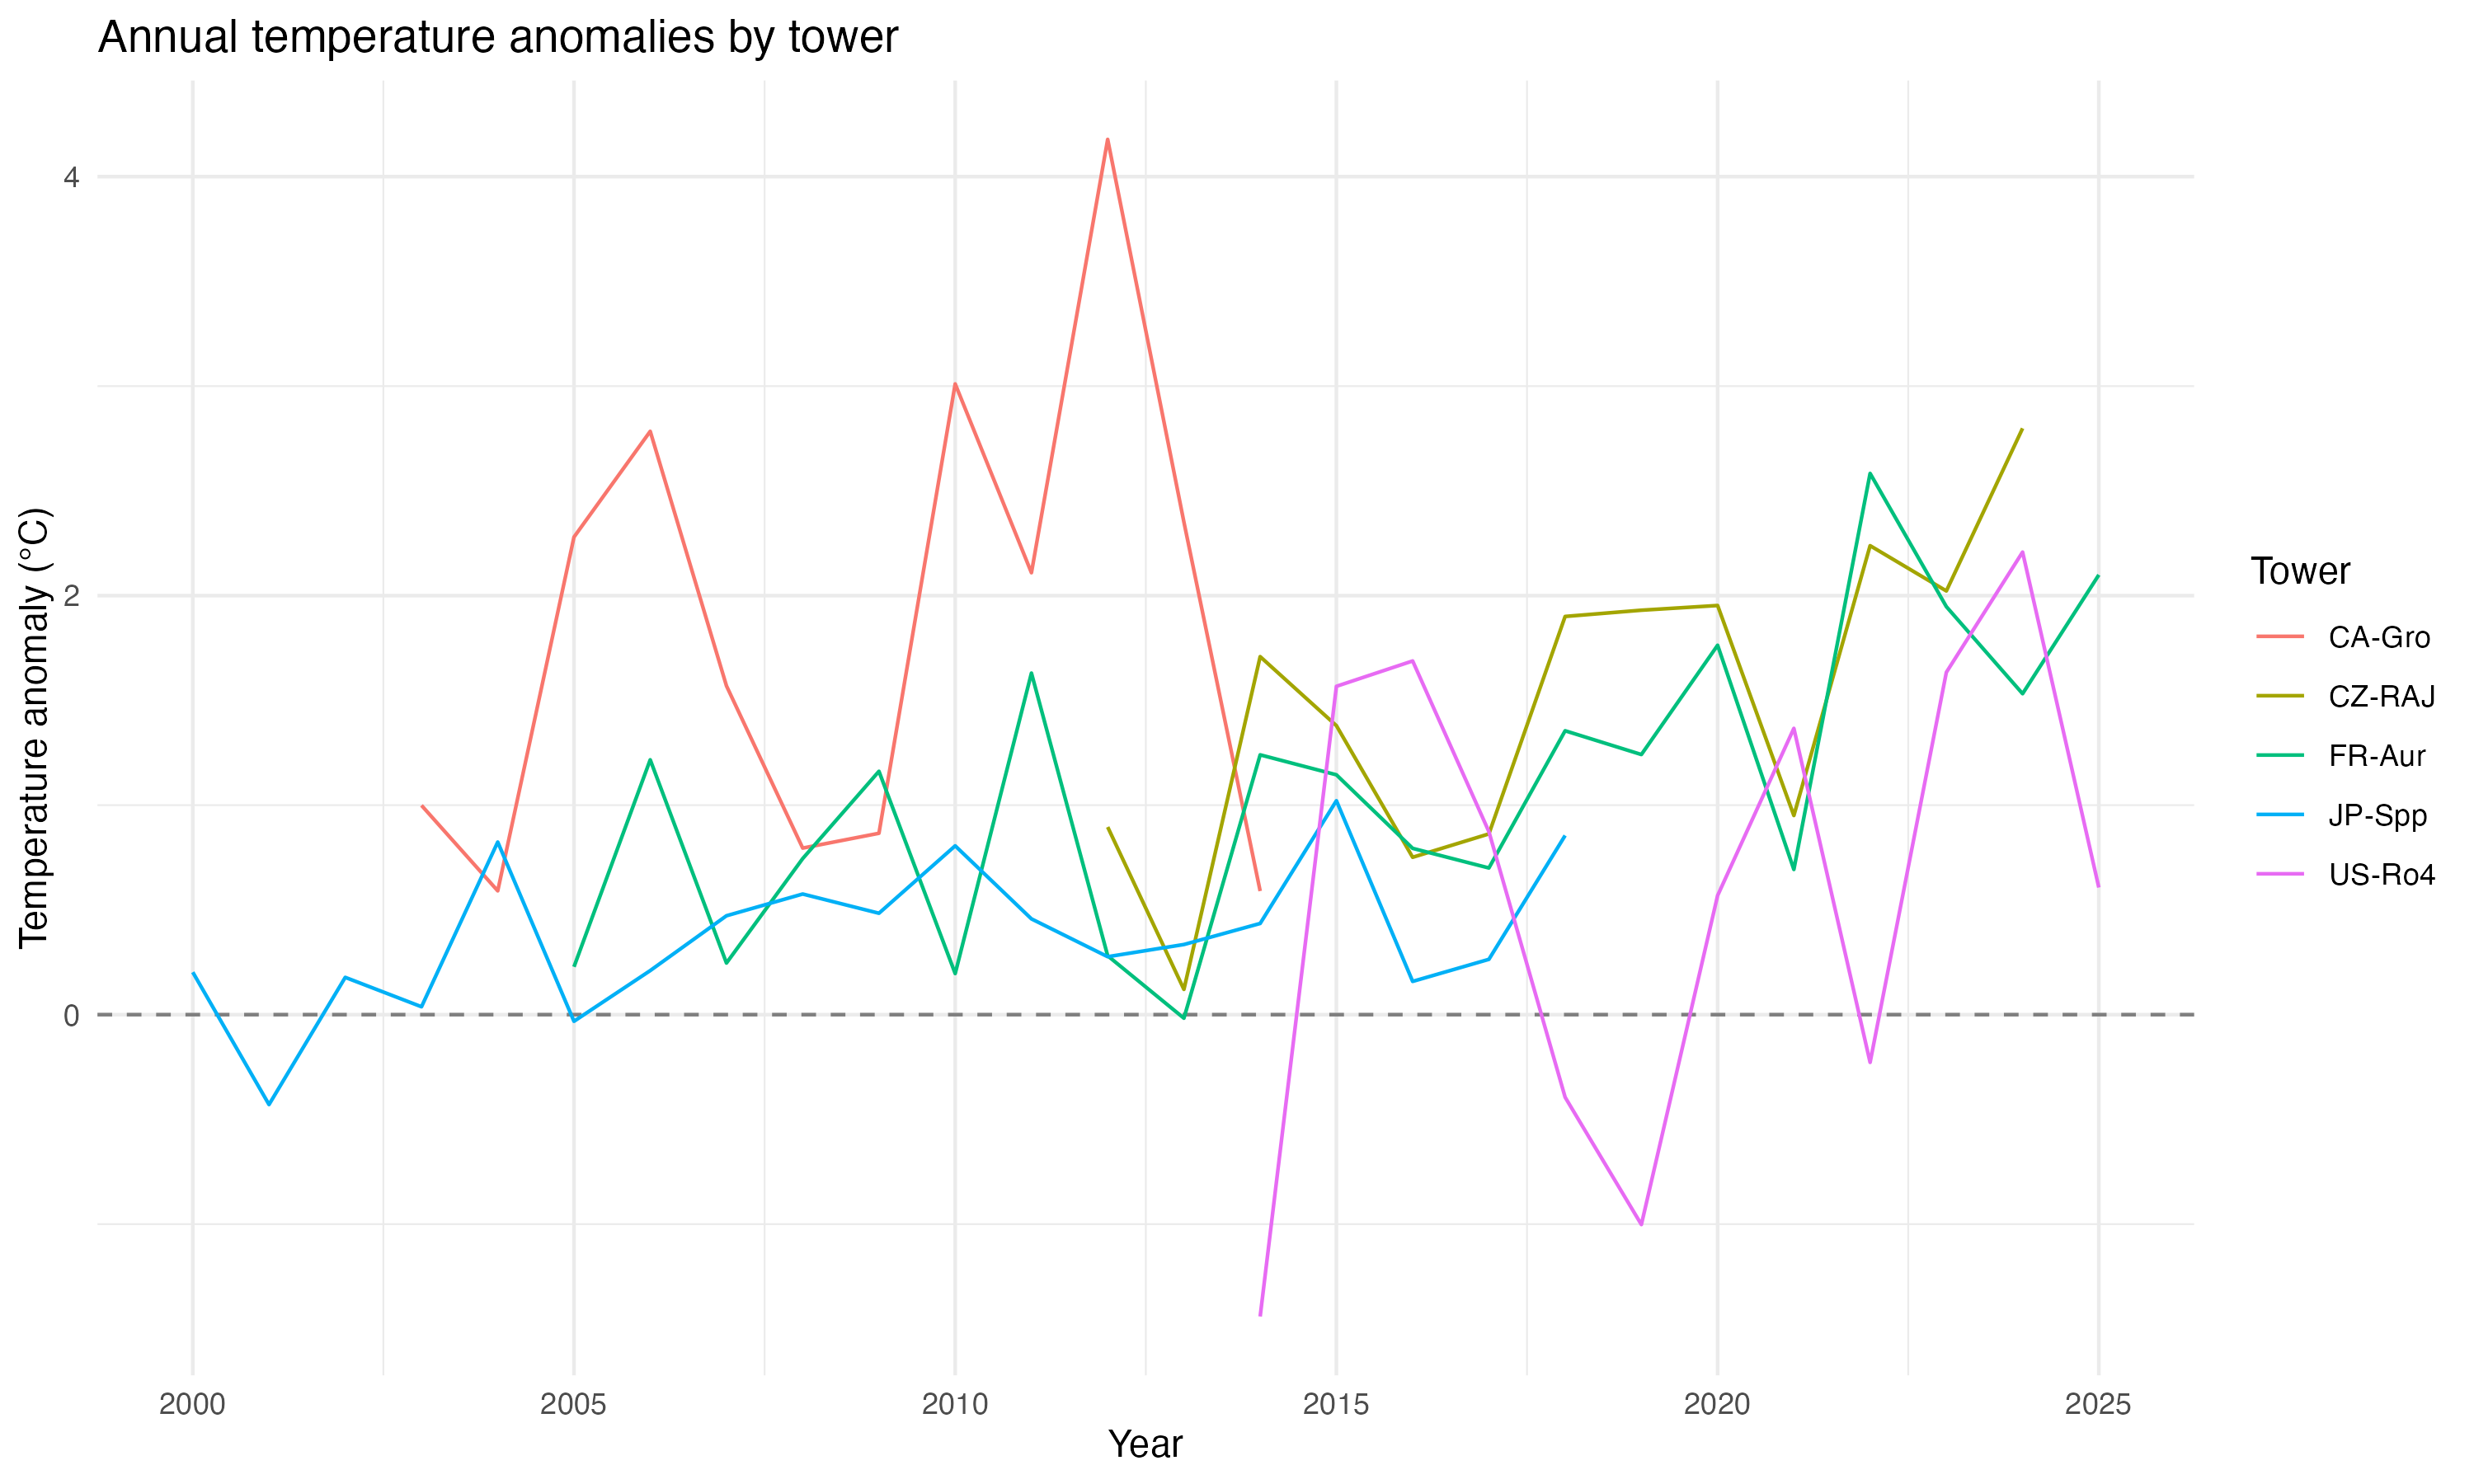 Annual temperature anomalies by tower
Temperature anomaly (°C)
4
2
0
2000 2005 2010 2015 2020 2025
Year
Tower
CA-Gro
CZ-RAJ
FR-Aur
JP-Spp
US-Ro4